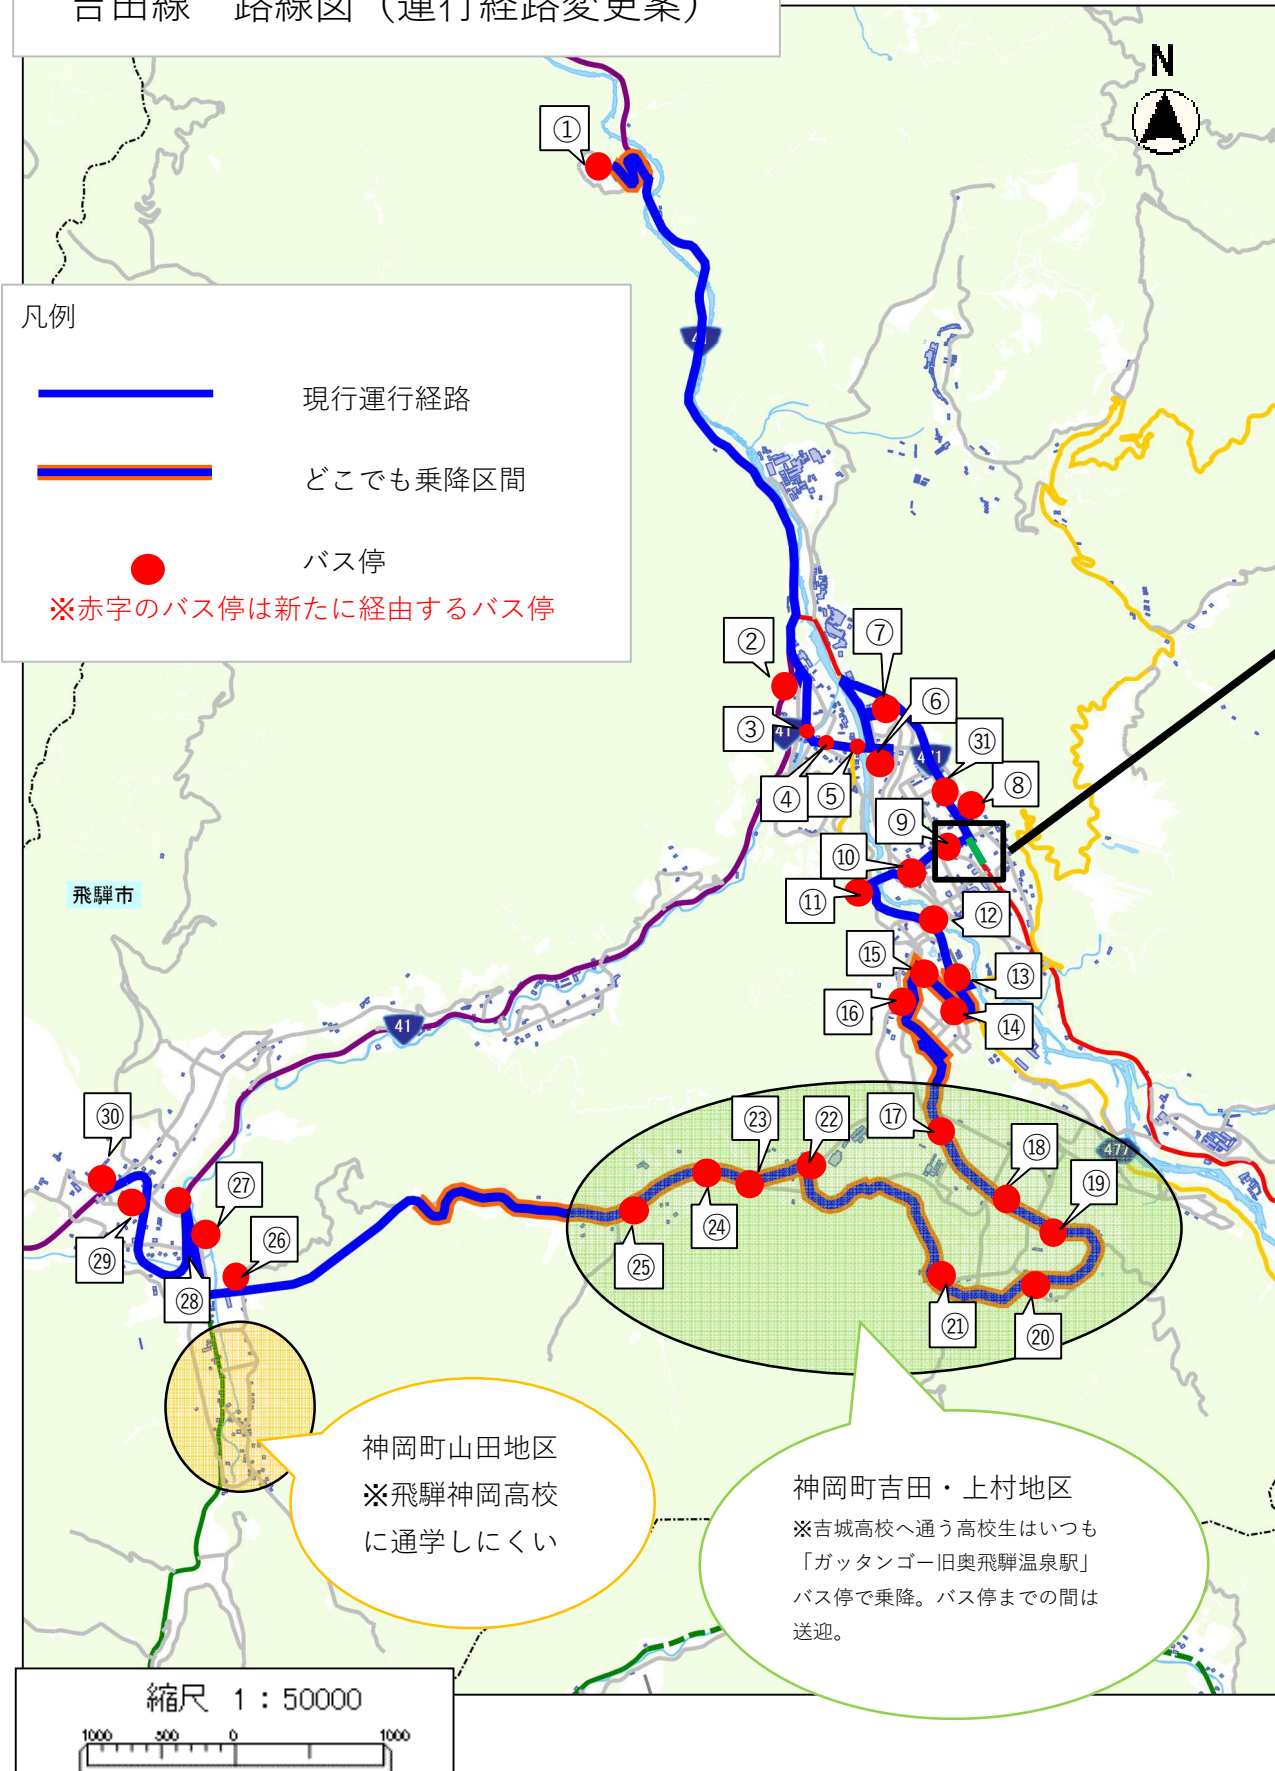 吉田線　路線図（運行経路変更案）
N
①
凡例
現行運行経路
どこでも乗降区間
バス停
※赤字のバス停は新たに経由するバス停
②
⑦
⑥
③
41
㉛
④
⑤
⑧
⑨
⑩
⑪
⑫
飛騨市
⑮
⑬
⑯
⑭
41
㉚
㉓
㉒
⑰
⑱
㉗
⑲
㉖
㉔
㉙
㉕
㉘
㉑
⑳
神岡町山田地区
※飛騨神岡高校
に通学しにくい
神岡町吉田・上村地区
※吉城高校へ通う高校生はいつも
「ガッタンゴー旧奥飛騨温泉駅」
バス停で乗降。バス停までの間は
送迎。
縮尺 1：50000
1000 500 0 1000